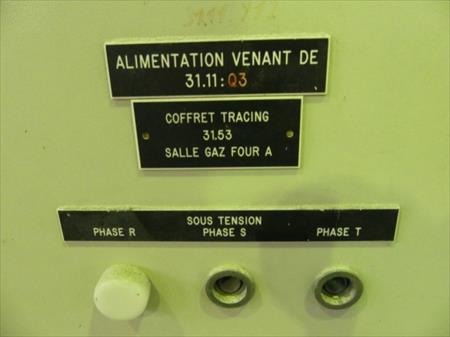 ALIMENTATION VENANT DE
31.11:Q3
COFFRET TRACING
31.53
SALLE GAZ FOUR A
SOUS TENSION
PHASE R PHASE S PHASE T